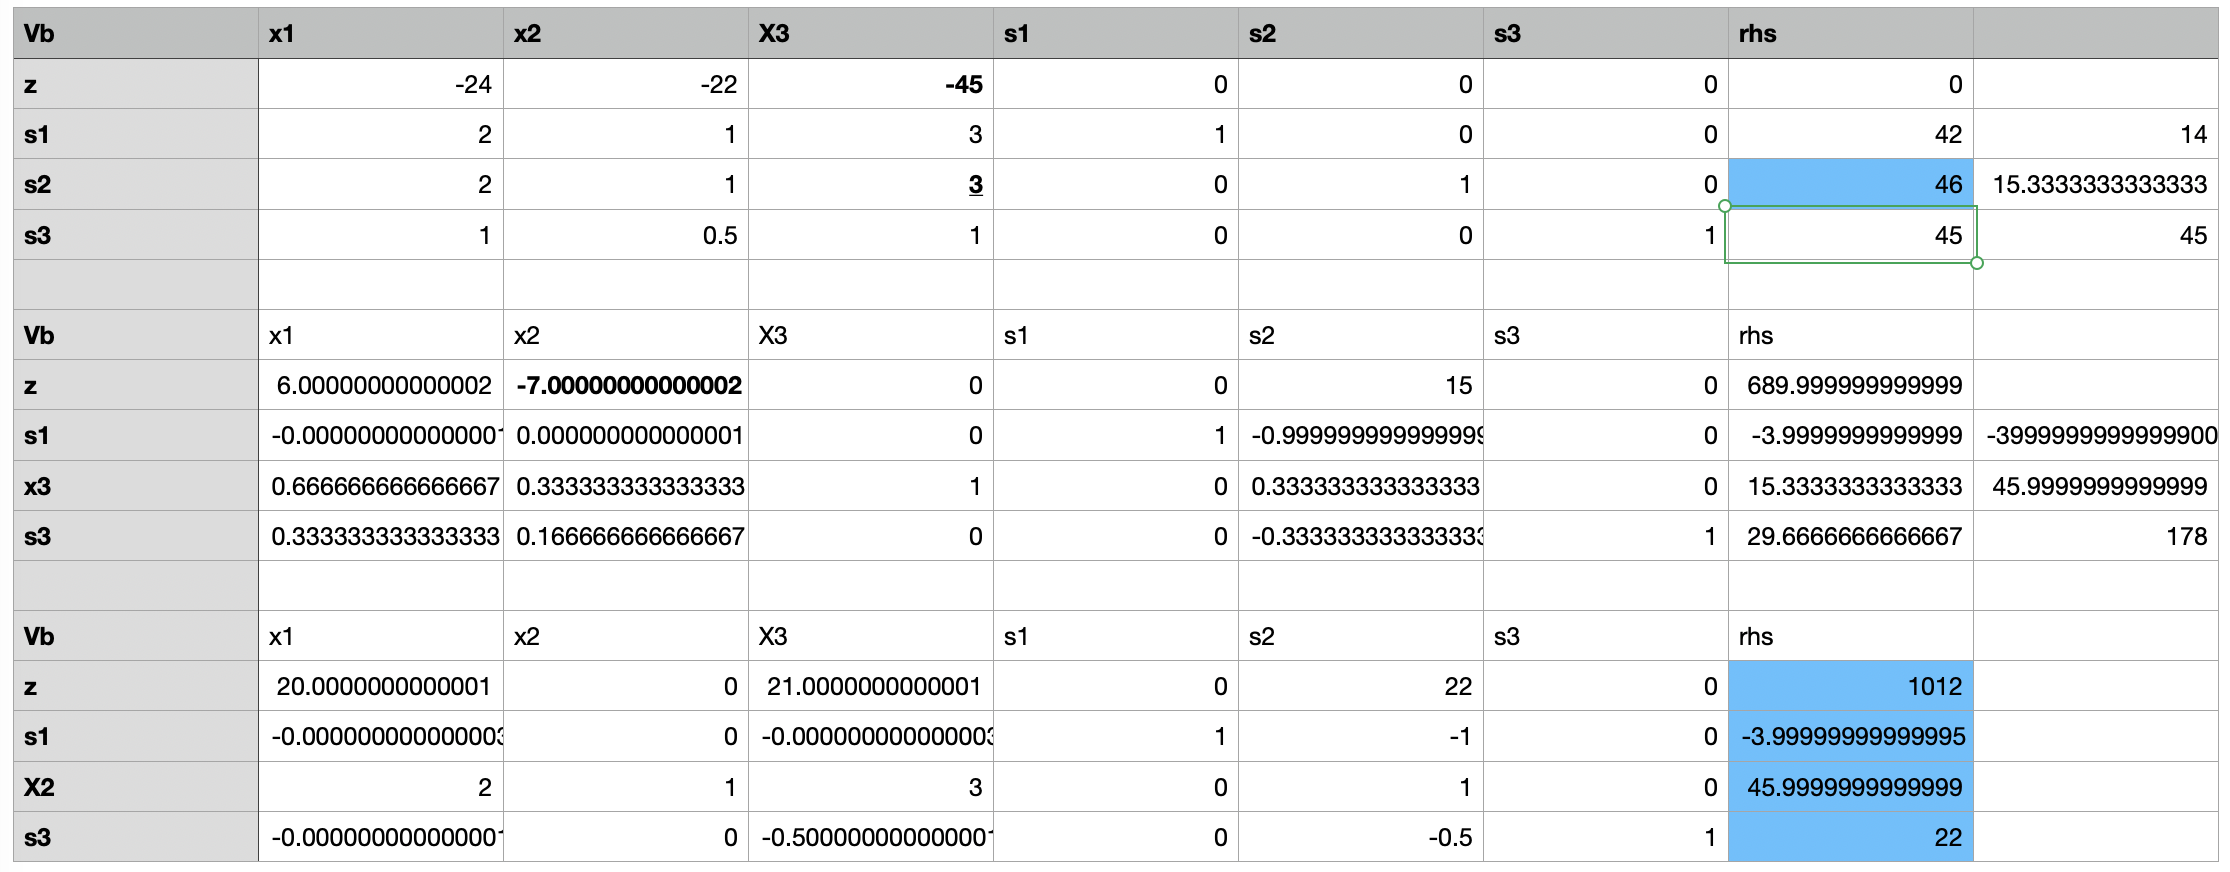 Vb x1 x2 X3 s1 s2 s3 rhs
z -24 -22 -45 0 0 0 0
s1 2 1 3 1 0 0 42 14
s2 2 1 3 0 1 0 46 15.3333333333333
s3 1 0.5 1 0 0 1 45 45
Vb x1 x2 X3 s1 s2 s3 rhs
z 6.00000000000002 -7.00000000000002 0 0 15 0 689.999999999999
s1 -0.000000000000001 0.000000000000001 0 1 -0.999999999999999 0 -3.9999999999999 -3999999999999900
x3 0.666666666666667 0.333333333333333 1 0 0.333333333333333 0 15.3333333333333 45.9999999999999
s3 0.333333333333333 0.166666666666667 0 0 -0.333333333333333 1 29.6666666666667 178
Vb x1 x2 X3 s1 s2 s3 rhs
z 20.0000000000001 0 21.0000000000001 0 22 0 1012
s1 -0.000000000000003 0 -0.000000000000003 1 -1 0 -3.99999999999995
X2 2 1 3 0 1 0 45.9999999999999
s3 -0.000000000000001 0 -0.500000000000001 0 -0.5 1 22